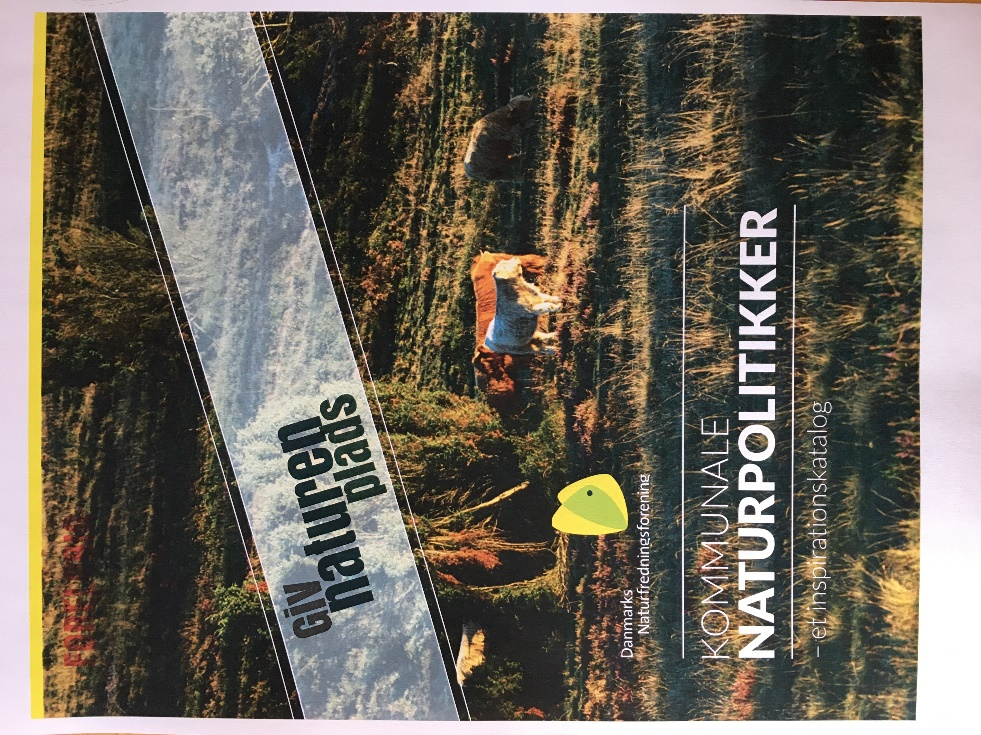 Giv
naturen
plads
Danmarks
Naturfredningsforening
KOMMUNALE
NATURPOLITIKKER
– et inspirationskatalog